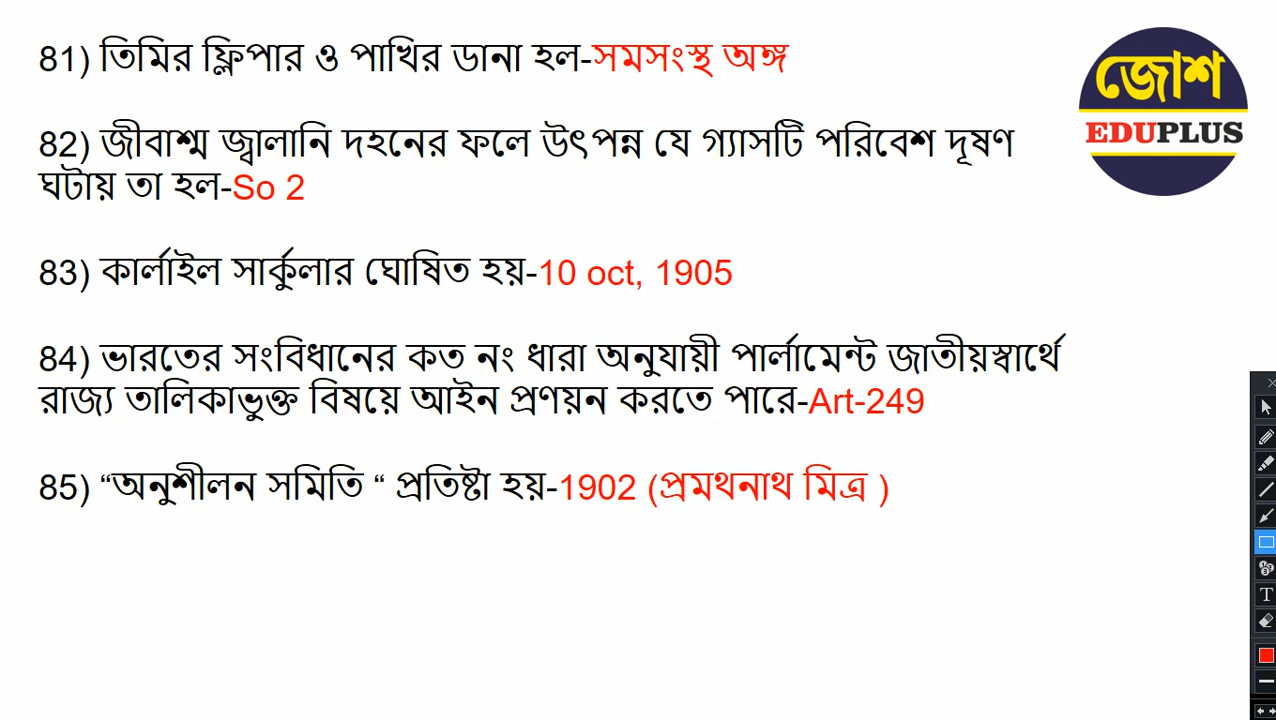 81) তিমির ফ্লিপার ও পাখির ডানা হল-সমসংস্থ অঙ্গ
জোশ
EDUPLUS
82) জীবাশ্ম জ্বালানি দহনের ফলে উৎপন্ন যে গ্যাসটি পরিবেশ দূষণ
ঘটায় তা হল-So 2
83) কার্লাইল সার্কুলার ঘোষিত হয়-10 oct, 1905
84) ভারতের সংবিধানের কত নং ধারা অনুযায়ী পার্লামেন্ট জাতীয়স্বার্থে
রাজ্য তালিকাভুক্ত বিষয়ে আইন প্রণয়ন করতে পারে-Art-249
85) “অনুশীলন সমিতি “ প্রতিষ্টা হয়-1902 (প্রমথনাথ মিত্র )